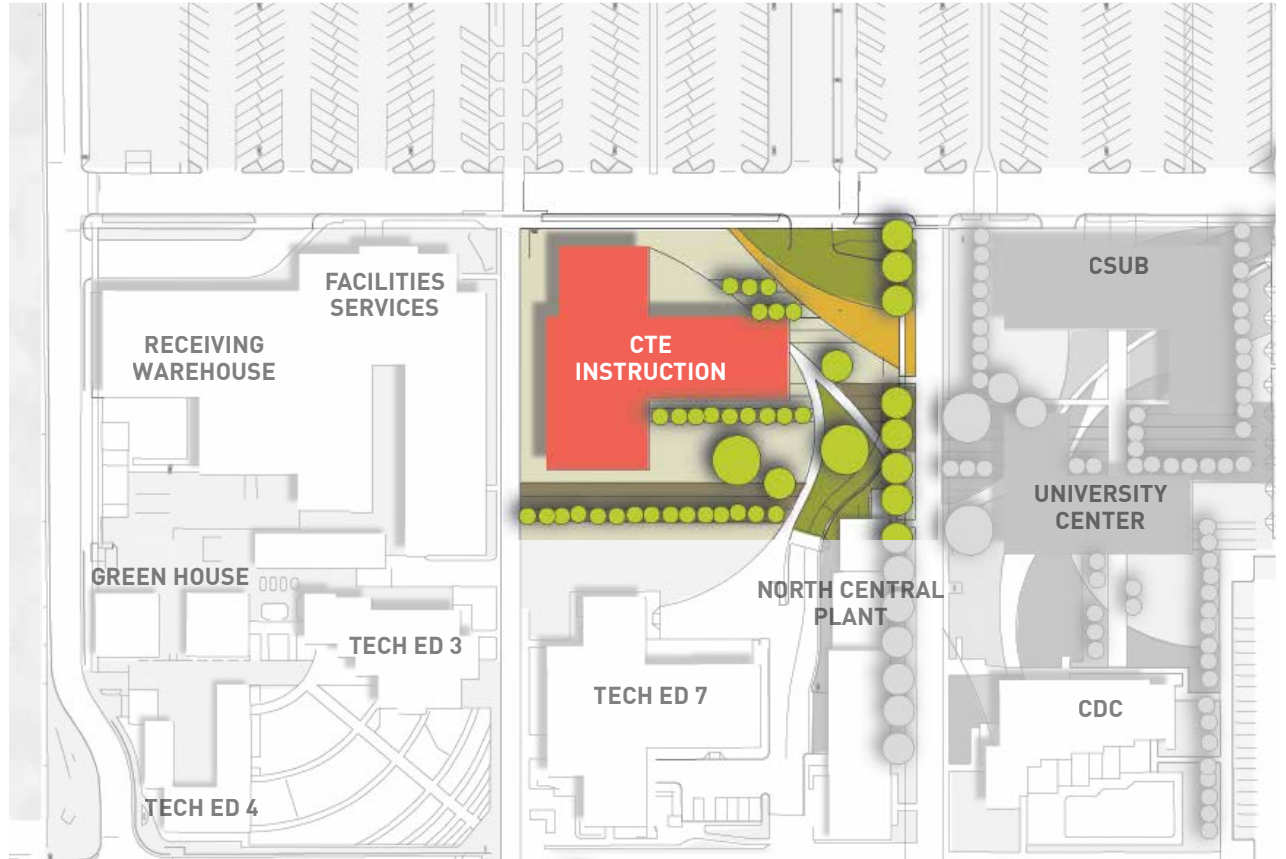 CSUB
FACILITIES
SERVICES
RECEIVING
WAREHOUSE
CTE
INSTRUCTION
UNIVERSITY
CENTER
GREEN HOUSE
NORTH CENTRAL
PLANT
TECH ED 3
TECH ED 7
CDC
TECH ED 4